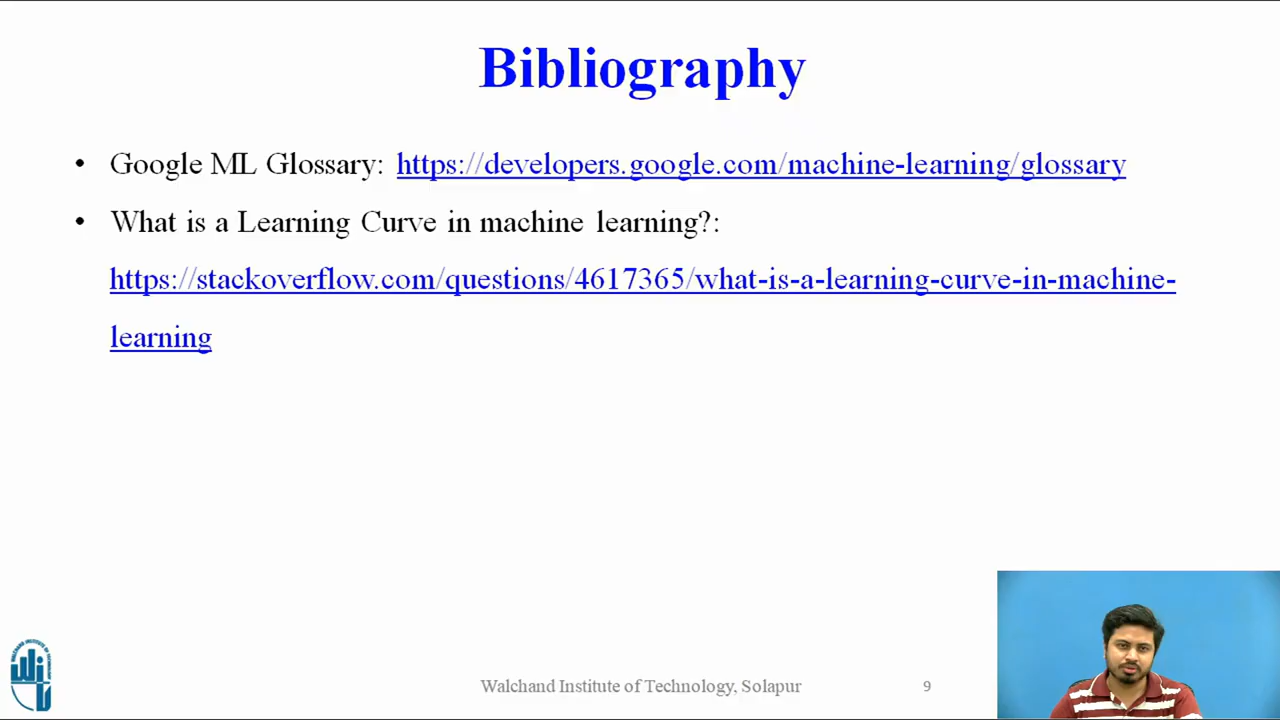 Bibliography
• Google ML Glossary: https://developers.google.com/machine-learning/glossary
• What is a Learning Curve in machine learning?:
https://stackoverflow.com/questions/4617365/what-is-a-learning-curve-in-machine-
learning
Walchand Institute of Technology, Solapur
9